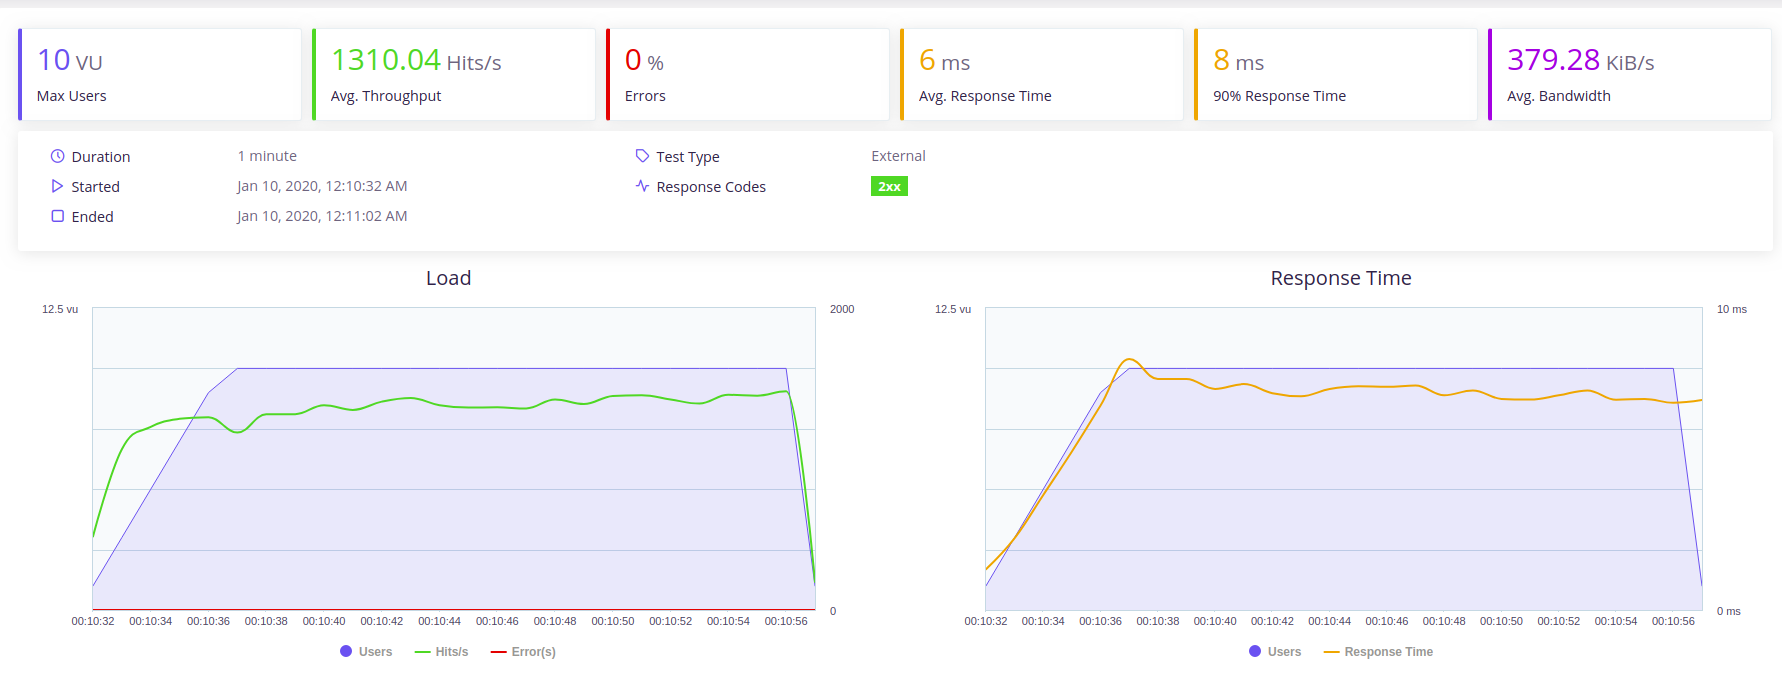 10 VU
Max Users
1310.04 Hits/s
Avg. Throughput
0 %
Errors
6 ms
Avg. Response Time
8 ms
90% Response Time
379.28 KiB/s
Avg. Bandwidth
Duration 1 minute
Started Jan 10, 2020, 12:10:32 AM
Ended Jan 10, 2020, 12:11:02 AM
Test Type External
Response Codes 2xx
Load
12.5 vu
2000
0
00:10:32 00:10:34 00:10:36 00:10:38 00:10:40 00:10:42 00:10:44 00:10:46 00:10:48 00:10:50 00:10:52 00:10:54 00:10:56
Users Hits/s Error(s)
Response Time
12.5 vu
10 ms
0 ms
00:10:32 00:10:34 00:10:36 00:10:38 00:10:40 00:10:42 00:10:44 00:10:46 00:10:48 00:10:50 00:10:52 00:10:54 00:10:56
Users Response Time